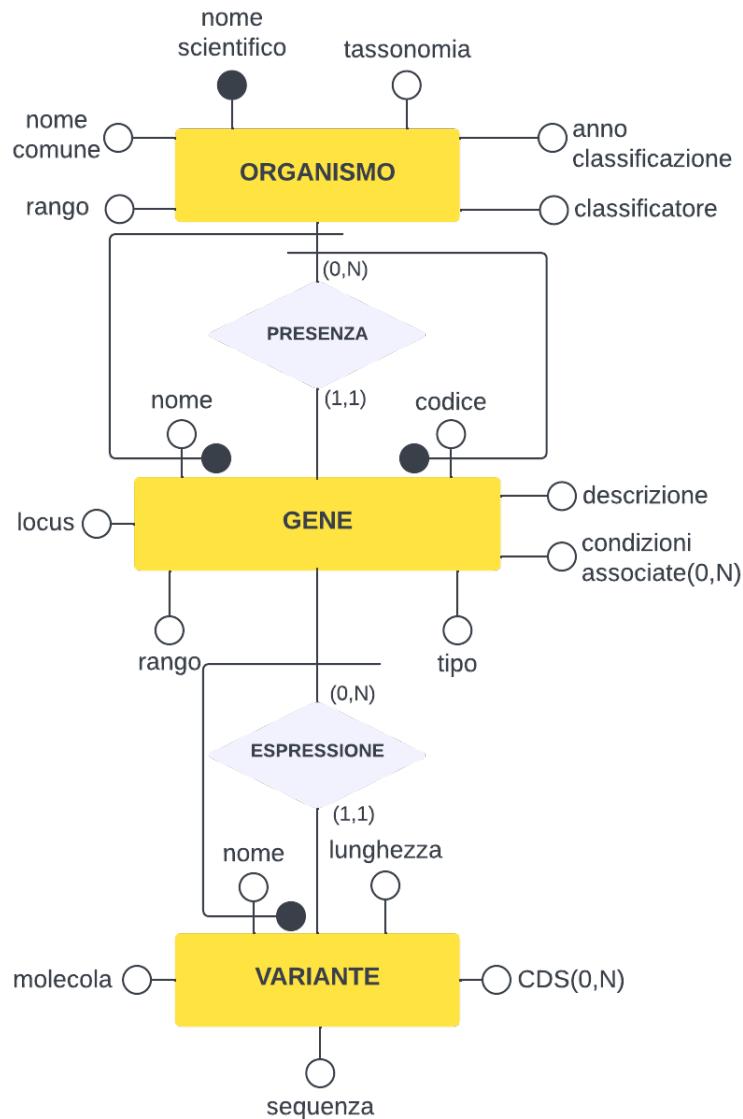 nome
scientifico
tassonomia
nome
comune
anno
classificazione
ORGANISMO
rango
classificatore
(0,N)
PRESENZA
(1,1)
nome
codice
descrizione
locus
GENE
condizioni
associate(0,N)
rango
tipo
(0,N)
ESPRESSIONE
(1,1)
nome
lunghezza
molecola
VARIANTE
CDS(0,N)
sequenza